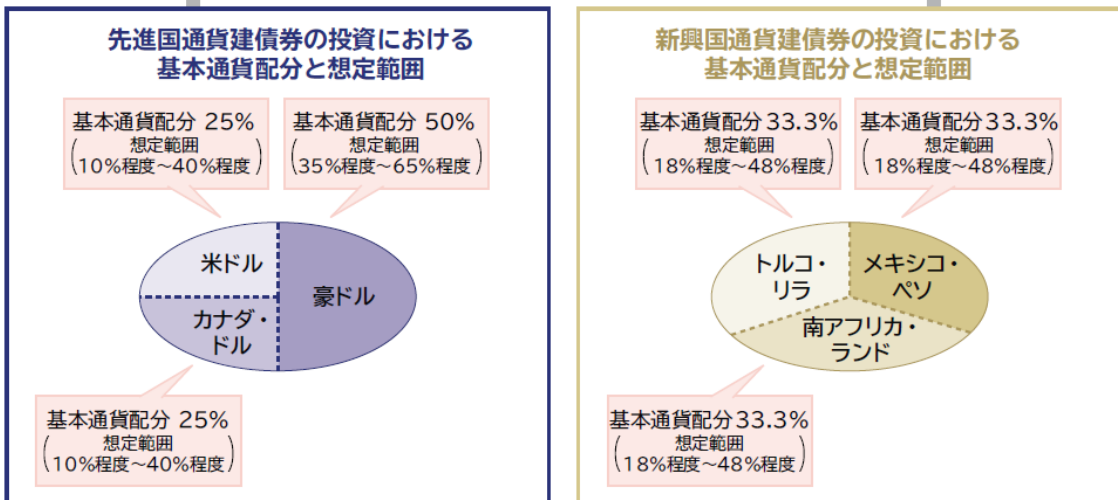 先進国通貨建債券の投資における
基本通貨配分と想定範囲
基本通貨配分 25%
想定範囲
(10%程度～40%程度)
基本通貨配分 50%
想定範囲
(35%程度～65%程度)
米ドル
豪ドル
カナダ・
ドル
基本通貨配分 25%
想定範囲
(10%程度～40%程度)
新興国通貨建債券の投資における
基本通貨配分と想定範囲
基本通貨配分33.3%
想定範囲
(18%程度～48%程度)
基本通貨配分33.3%
想定範囲
(18%程度～48%程度)
トルコ・
リラ
メキシコ・
ペソ
南アフリカ・
ランド
基本通貨配分33.3%
想定範囲
(18%程度～48%程度)